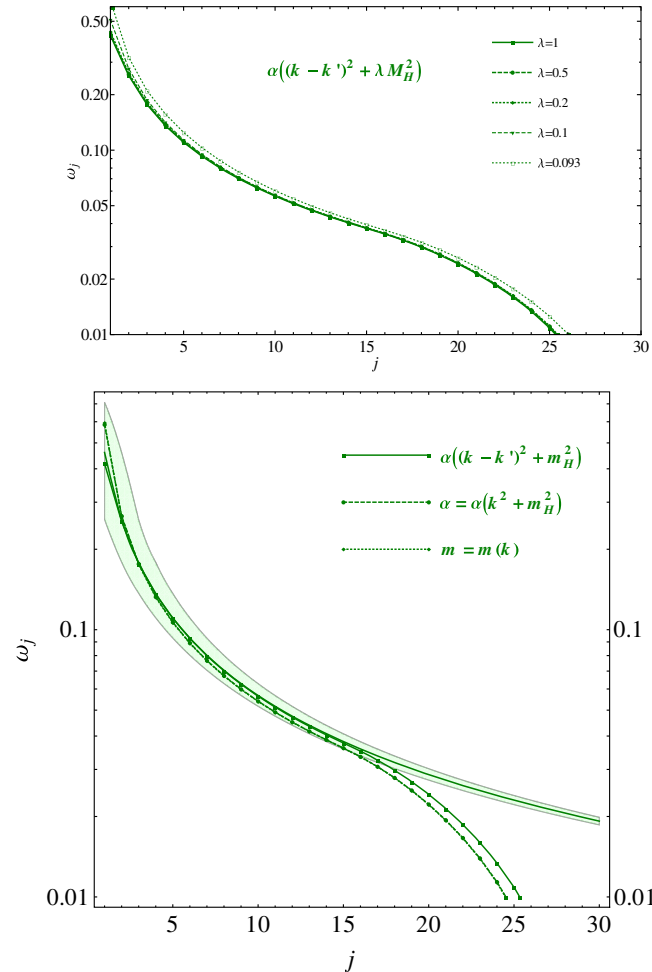 0.50
α((k − k')² + λ M_H²)
λ=1
λ=0.5
0.20
λ=0.2
0.10
λ=0.1
ω_j
λ=0.093
0.05
0.02
0.01
5 10 15 20 25 30
j
α((k − k')² + m_H²)
α = α(k² + m_H²)
m = m(k)
0.1 0.1
ω_j
0.01 0.01
5 10 15 20 25 30
j